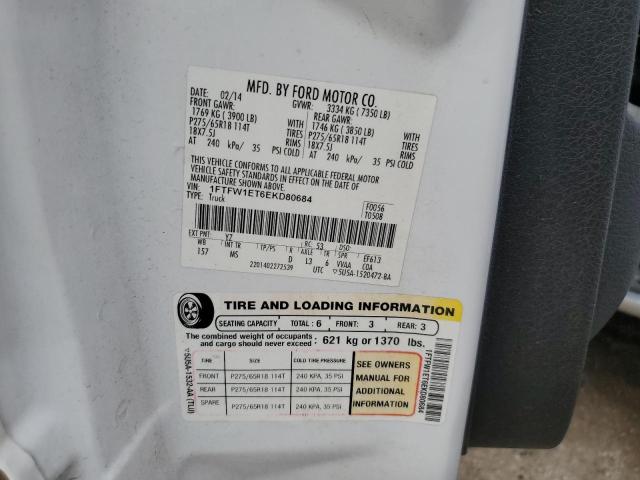 MFD. BY FORD MOTOR CO.
DATE: 02/14 GVWR: 3334 KG ( 7350 LB)
FRONT GAWR: REAR GAWR:
1769 KG ( 3900 LB) WITH 1746 KG ( 3850 LB) WITH
P275/65R18 114T TIRES P275/65R18 114T TIRES
18X7.5J RIMS 18X7.5J RIMS
AT 240 kPa/ 35 PSI COLD AT 240 kPa/ 35 PSI COLD
THIS VEHICLE CONFORMS TO ALL APPLICABLE FEDERAL MOTOR
VEHICLE SAFETY STANDARDS IN EFFECT ON THE DATE OF
MANUFACTURE SHOWN ABOVE.
VIN: 1FTFW1ET6EKD80684
TYPE: Truck
F0056
T0508
EXT PNT: YZ RC: 53 DSO:
WB INT TR TP/PS R AXLE TR SPR EF613
157 MS D L3 6 VVAA COA
2201402272539 UTC 5U5A-1520472-BA
TIRE AND LOADING INFORMATION
SEATING CAPACITY TOTAL: 6 FRONT: 3 REAR: 3
The combined weight of occupants
and cargo should never exceed: 621 kg or 1370 lbs.
TIRE SIZE COLD TIRE PRESSURE
FRONT P275/65R18 114T 240 KPA, 35 PSI
REAR P275/65R18 114T 240 KPA, 35 PSI
SPARE P275/65R18 114T 240 KPA, 35 PSI
SEE OWNERS
MANUAL FOR
ADDITIONAL
INFORMATION
5U5A-1532-AA (TLU)
1FTFW1ET6EKD80684